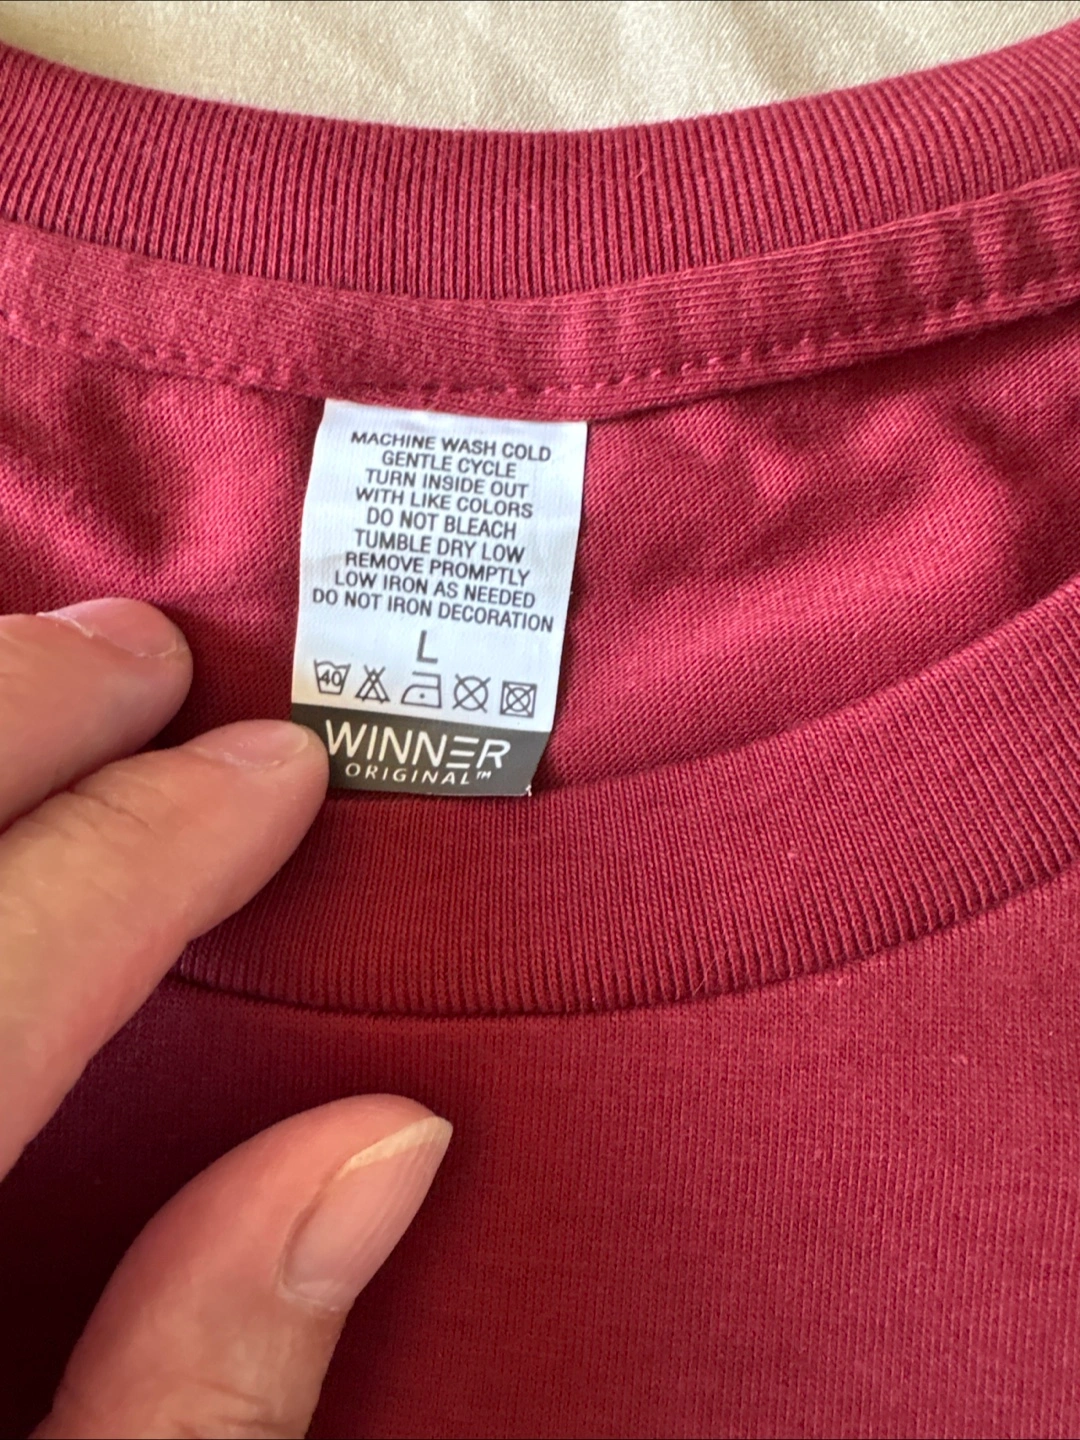 MACHINE WASH COLD
GENTLE CYCLE
TURN INSIDE OUT
WITH LIKE COLORS
DO NOT BLEACH
TUMBLE DRY LOW
REMOVE PROMPTLY
LOW IRON AS NEEDED
DO NOT IRON DECORATION
L
40
WINNER
ORIGINAL™